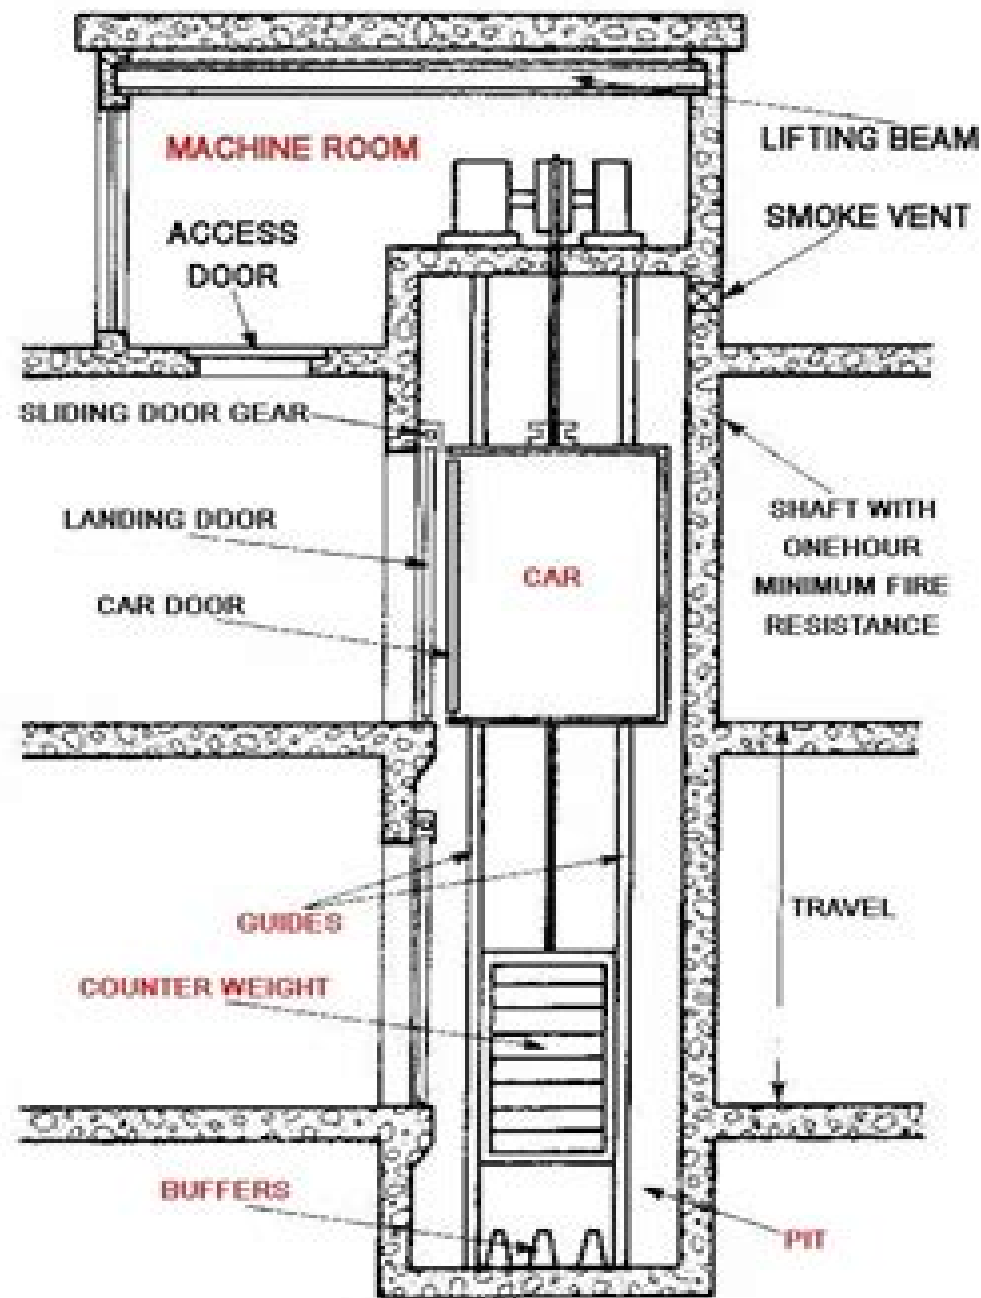 MACHINE ROOM
LIFTING BEAM
ACCESS
DOOR
SMOKE VENT
SLIDING DOOR GEAR
LANDING DOOR
CAR DOOR
CAR
SHAFT WITH
ONEHOUR
MINIMUM FIRE
RESISTANCE
GUIDES
TRAVEL
COUNTER WEIGHT
BUFFERS
PIT